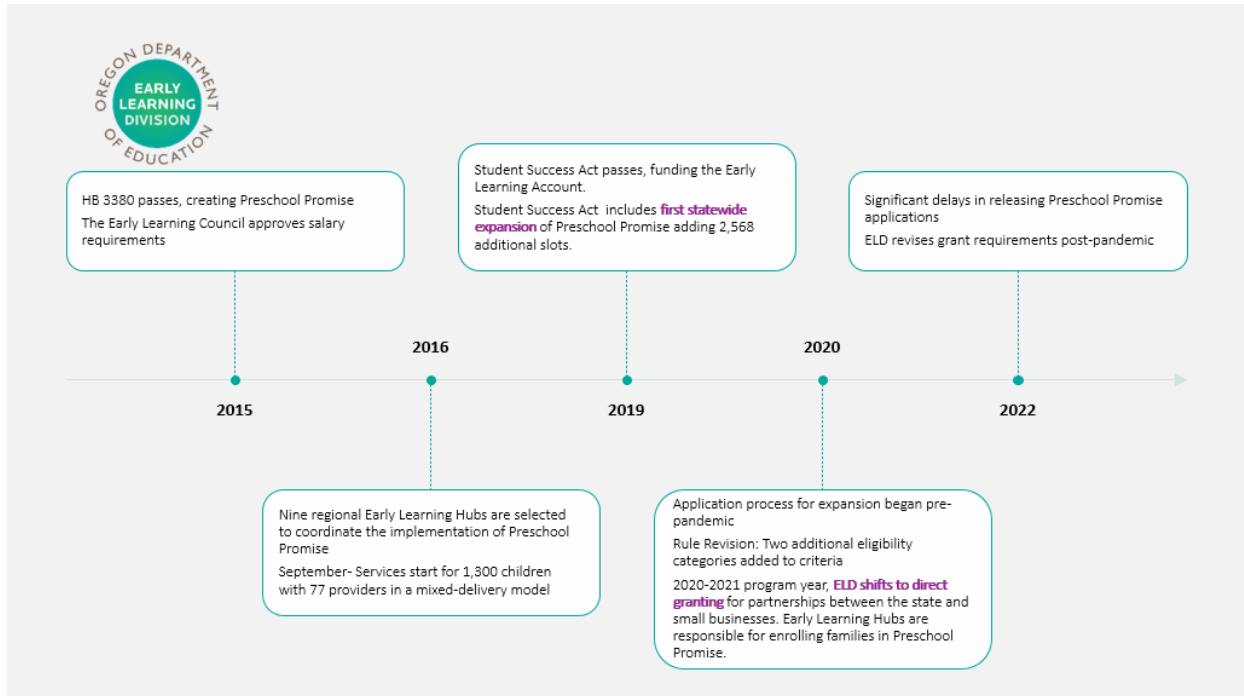 OREGON DEPARTMENT
OF EDUCATION
EARLY
LEARNING
DIVISION
HB 3380 passes, creating Preschool Promise
The Early Learning Council approves salary
requirements
Student Success Act passes, funding the Early
Learning Account.
Student Success Act  includes first statewide
expansion of Preschool Promise adding 2,568
additional slots.
Significant delays in releasing Preschool Promise
applications
ELD revises grant requirements post-pandemic
2016
2020
2015
2019
2022
Nine regional Early Learning Hubs are selected
to coordinate the implementation of Preschool
Promise
September- Services start for 1,300 children
with 77 providers in a mixed-delivery model
Application process for expansion began pre-
pandemic
Rule Revision: Two additional eligibility
categories added to criteria
2020-2021 program year, ELD shifts to direct
granting for partnerships between the state and
small businesses. Early Learning Hubs are
responsible for enrolling families in Preschool
Promise.